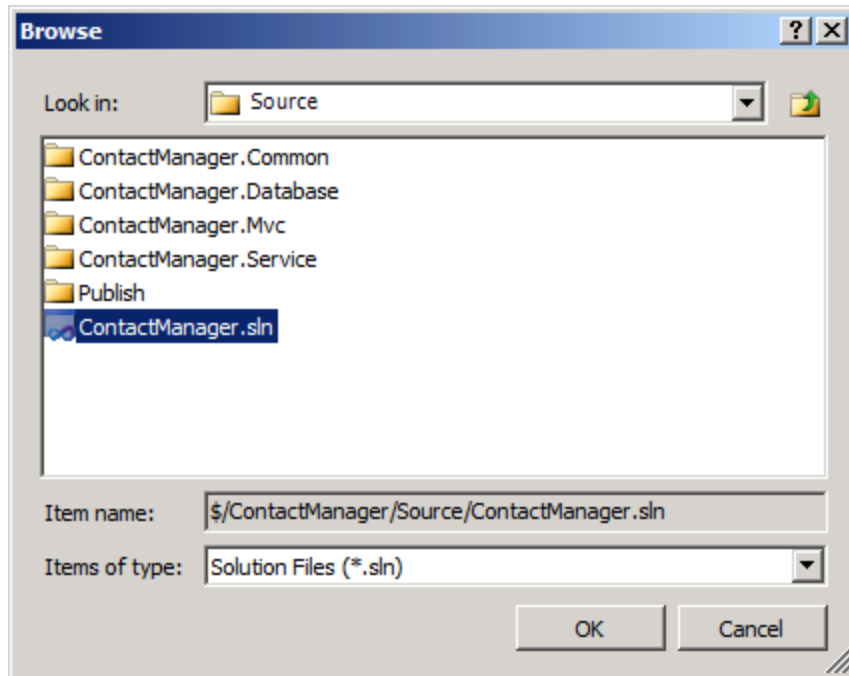 Browse
Look in: Source
ContactManager.Common
ContactManager.Database
ContactManager.Mvc
ContactManager.Service
Publish
ContactManager.sln
Item name: $/ContactManager/Source/ContactManager.sln
Items of type: Solution Files (*.sln)
OK Cancel